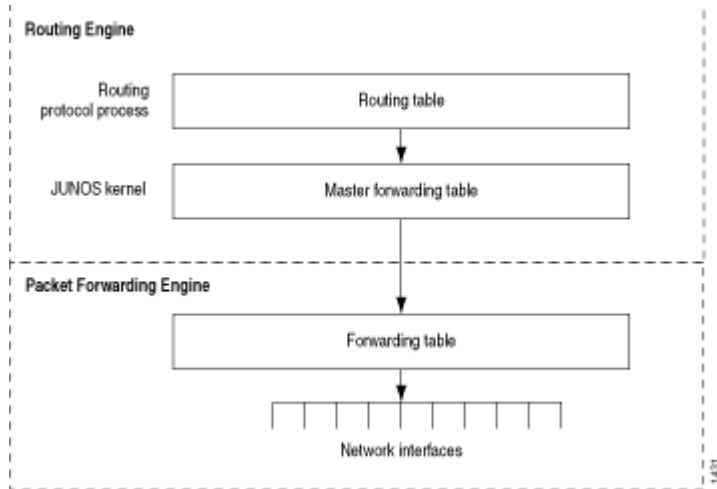 Routing Engine
Routing
protocol process
Routing table
JUNOS kernel
Master forwarding table
Packet Forwarding Engine
Forwarding table
Network interfaces
1431